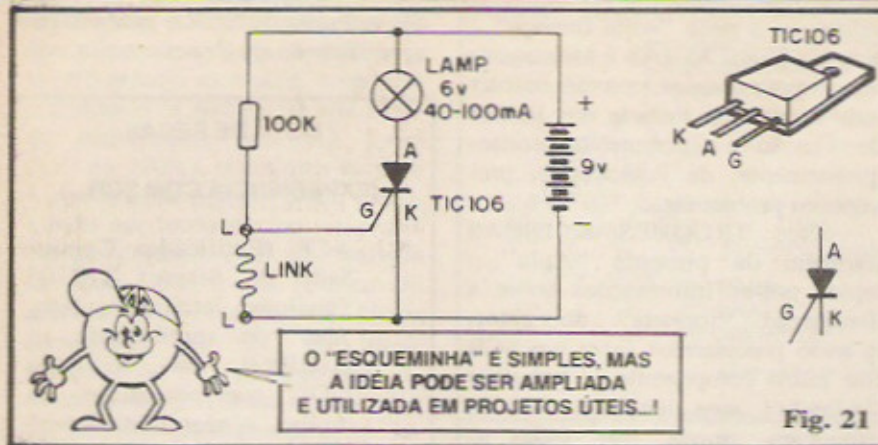 TIC106
LAMP
6v
40-100mA
100K
A
+
9v
-
K
A
G
G
K
TIC106
L
LINK
L
A
G
K
O "ESQUEMINHA" É SIMPLES, MAS
A IDÉIA PODE SER AMPLIADA
E UTILIZADA EM PROJETOS ÚTEIS...!
Fig. 21